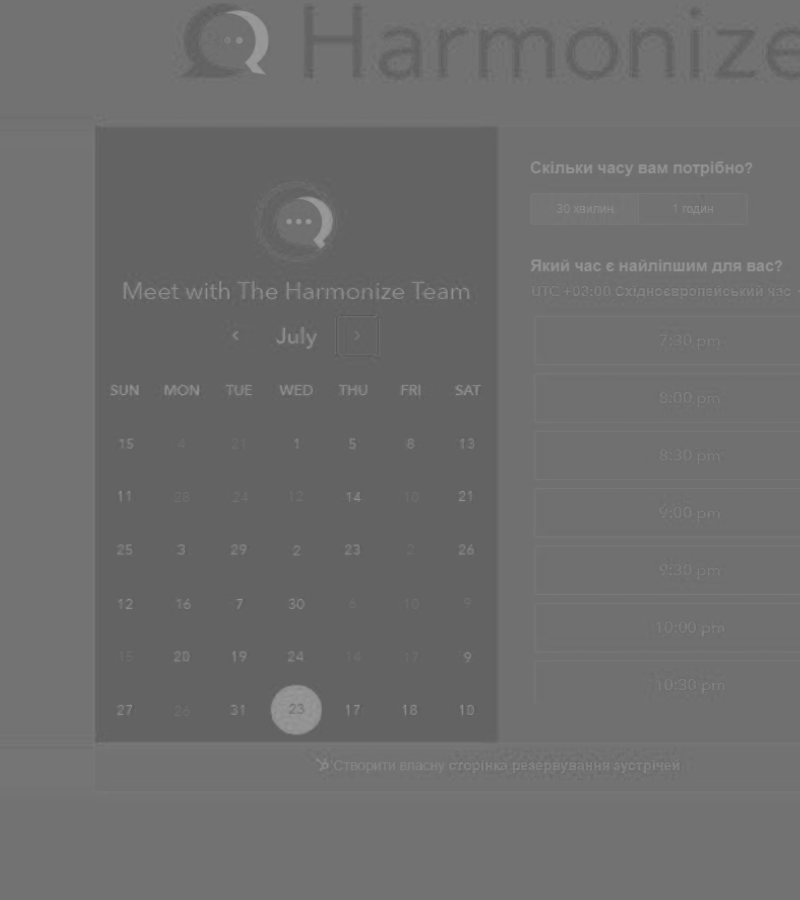 Harmonize
Meet with The Harmonize Team
July
SUN MON TUE WED THU FRI SAT
15 4 21 1 5 8 13
11 28 24 12 14 10 21
25 3 29 2 23 2 26
12 16 7 30 6 10 9
15 20 19 24 14 17 9
27 26 31 23 17 18 10
Скільки часу вам потрібно?
30 хвилин 1 годин
Який час є найліпшим для вас?
UTC +03:00 Східноєвропейський час
7:30 pm
8:00 pm
8:30 pm
9:00 pm
9:30 pm
10:00 pm
10:30 pm
Створити власну сторінка резервування аустрічей